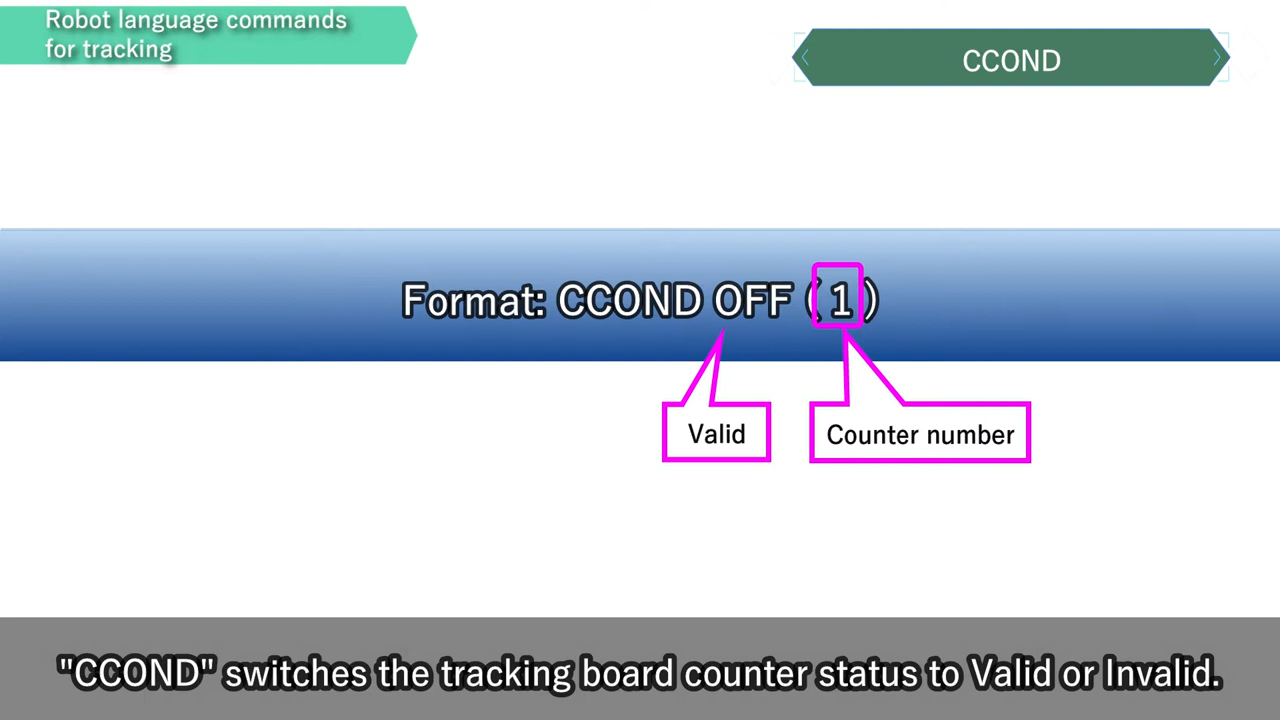 Robot language commands
for tracking
CCOND
Format: CCOND OFF ( 1 )
Valid
Counter number
"CCOND" switches the tracking board counter status to Valid or Invalid.